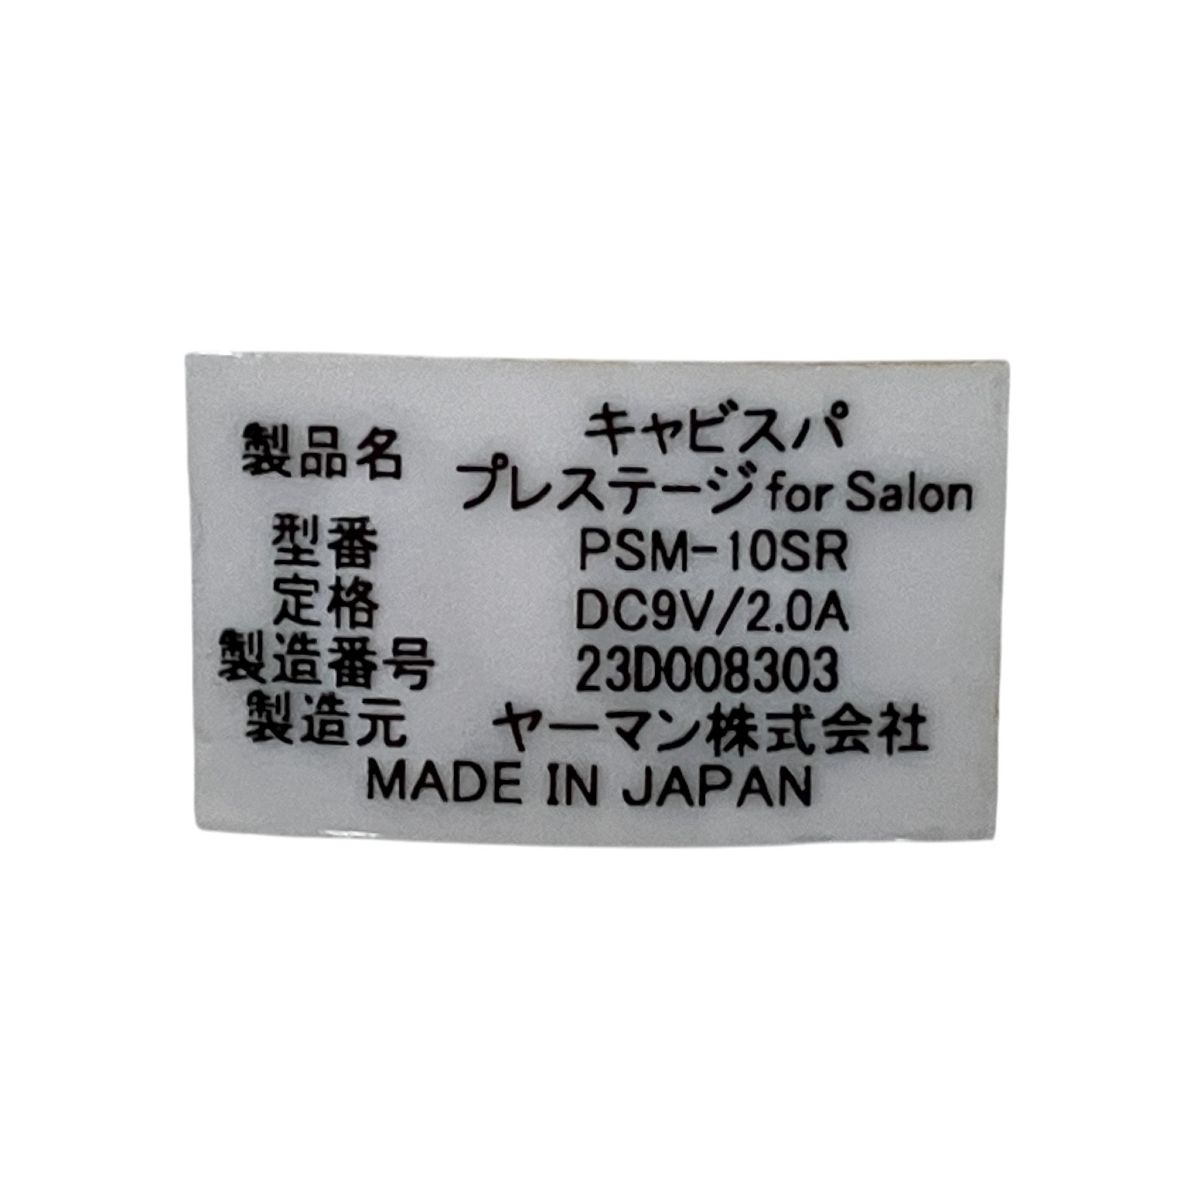 製品名 キャビスパ
プレステージ for Salon
型番 PSM-10SR
定格 DC9V/2.0A
製造番号 23D008303
製造元 ヤーマン株式会社
MADE IN JAPAN